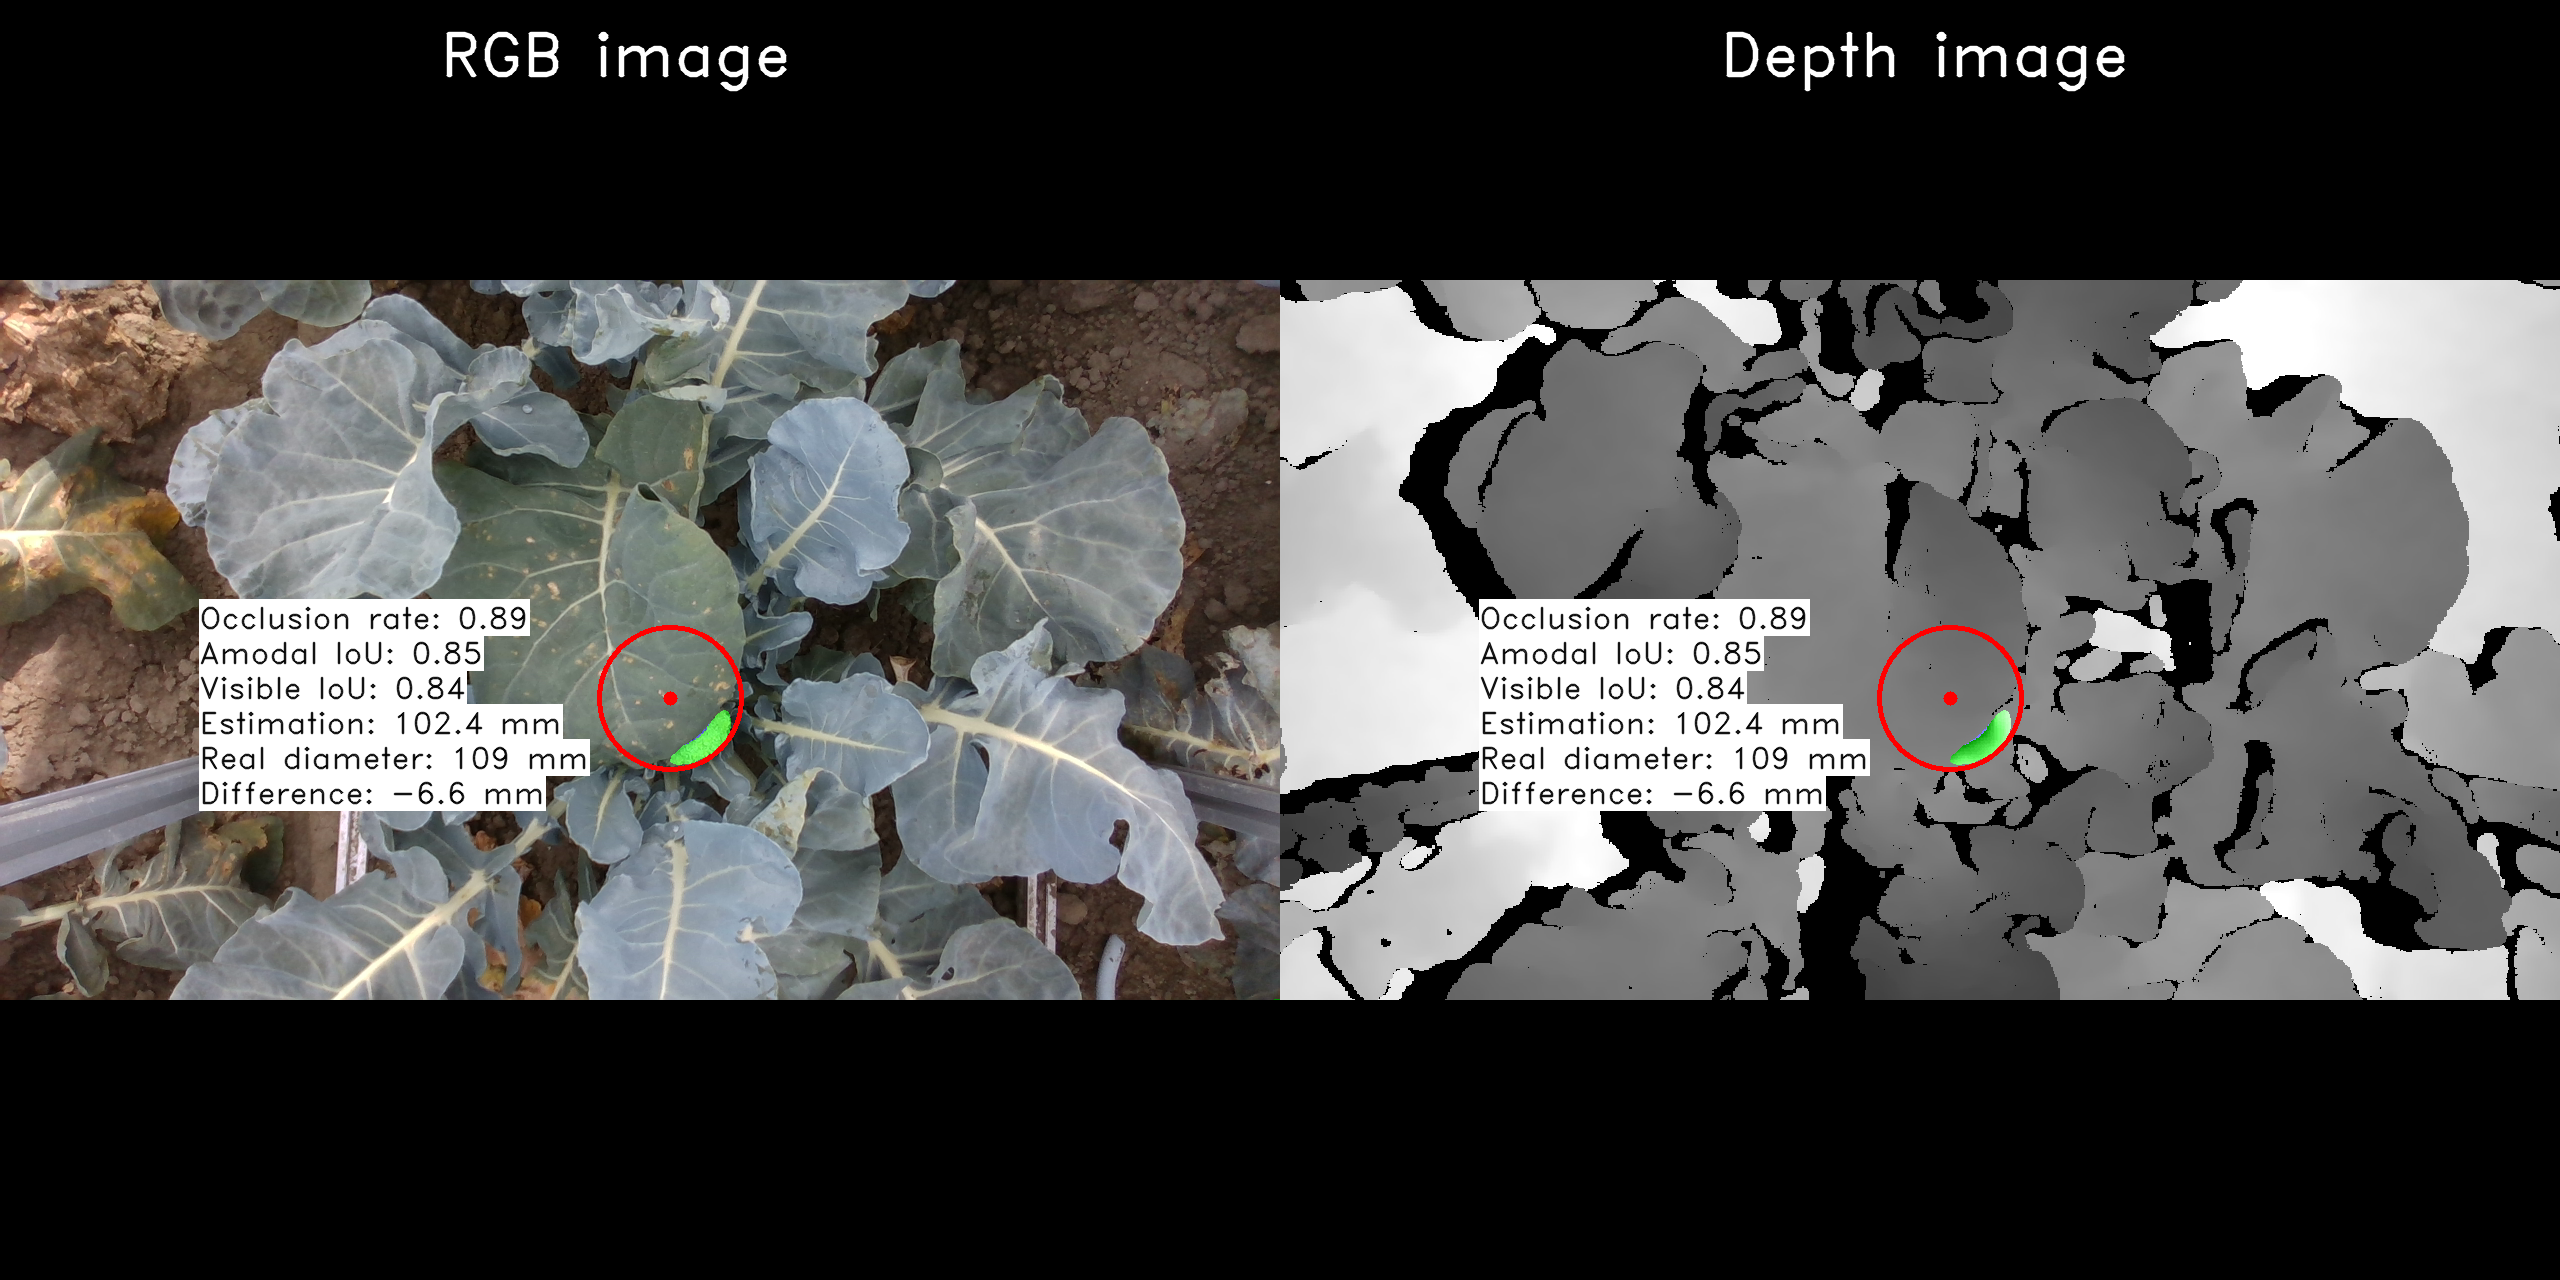 RGB image
Depth image
Occlusion rate: 0.89
Amodal IoU: 0.85
Visible IoU: 0.84
Estimation: 102.4 mm
Real diameter: 109 mm
Difference: -6.6 mm
Occlusion rate: 0.89
Amodal IoU: 0.85
Visible IoU: 0.84
Estimation: 102.4 mm
Real diameter: 109 mm
Difference: -6.6 mm